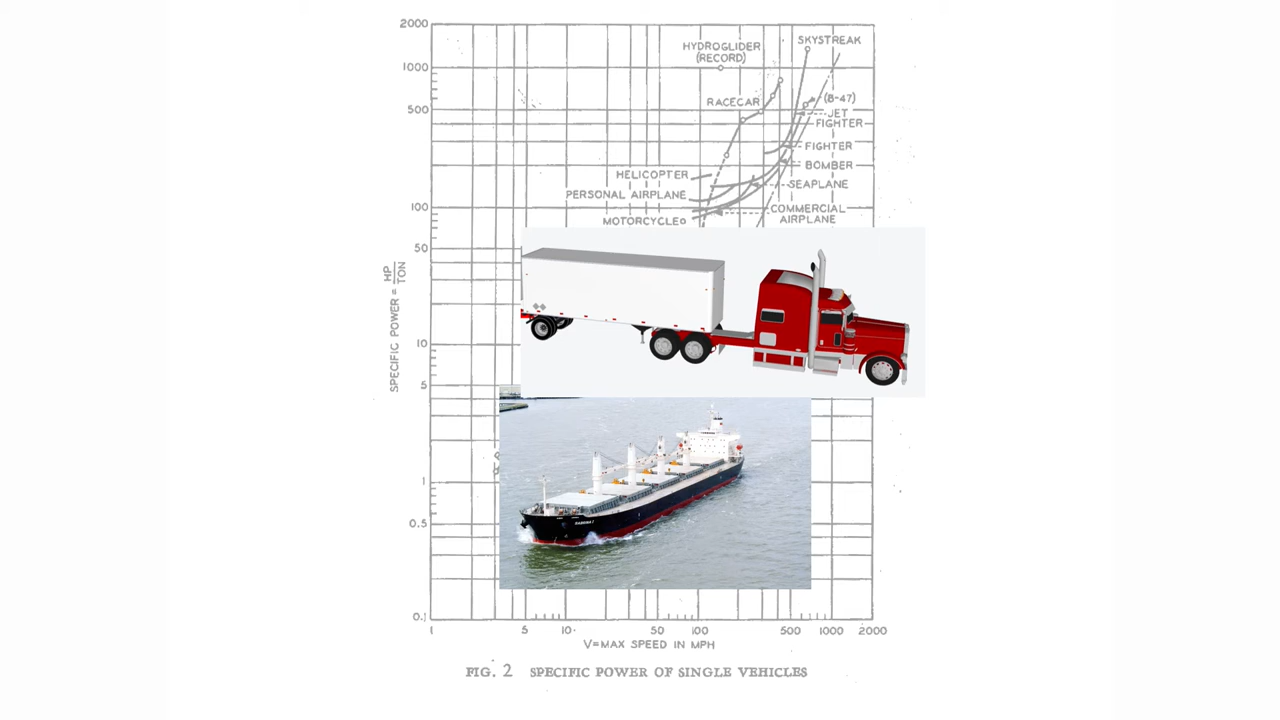 2000
1000
500
100
50
10
5
1
0.5
0.1
SPECIFIC POWER = HP
TON
HYDROGLIDER
(RECORD)
SKYSTREAK
RACECAR
(B-47)
JET
FIGHTER
FIGHTER
HELICOPTER
BOMBER
PERSONAL AIRPLANE
SEAPLANE
MOTORCYCLE
COMMERCIAL
AIRPLANE
1
5
10
50
100
500
1000
2000
V=MAX SPEED IN MPH
FIG. 2 SPECIFIC POWER OF SINGLE VEHICLES